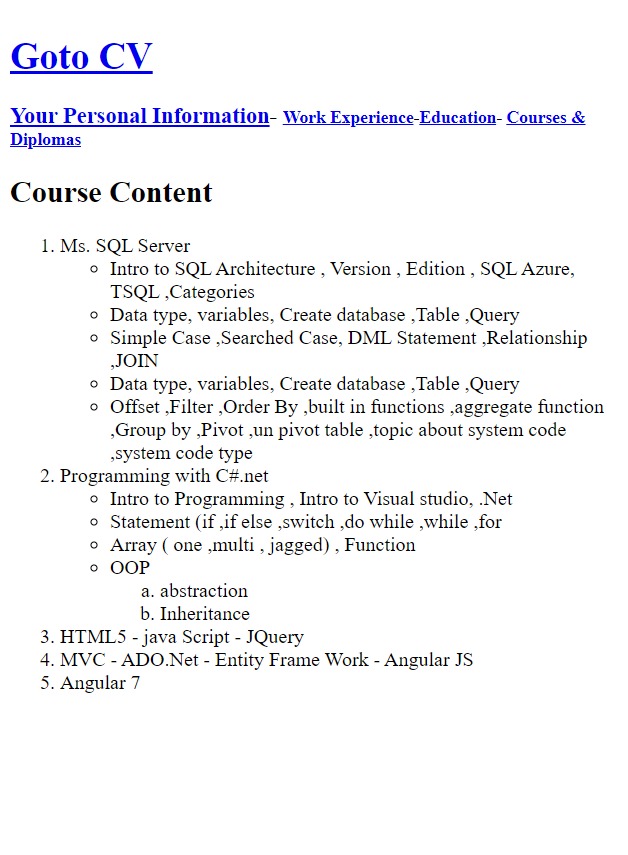 Goto CV
Your Personal Information- Work Experience-Education- Courses &
Diplomas
Course Content
1. Ms. SQL Server
Intro to SQL Architecture , Version , Edition , SQL Azure,
TSQL ,Categories
Data type, variables, Create database ,Table ,Query
Simple Case ,Searched Case, DML Statement ,Relationship
,JOIN
Data type, variables, Create database ,Table ,Query
Offset ,Filter ,Order By ,built in functions ,aggregate function
,Group by ,Pivot ,un pivot table ,topic about system code
,system code type
2. Programming with C#.net
Intro to Programming , Intro to Visual studio, .Net
Statement (if ,if else ,switch ,do while ,while ,for
Array ( one ,multi , jagged) , Function
OOP
a. abstraction
b. Inheritance
3. HTML5 - java Script - JQuery
4. MVC - ADO.Net - Entity Frame Work - Angular JS
5. Angular 7